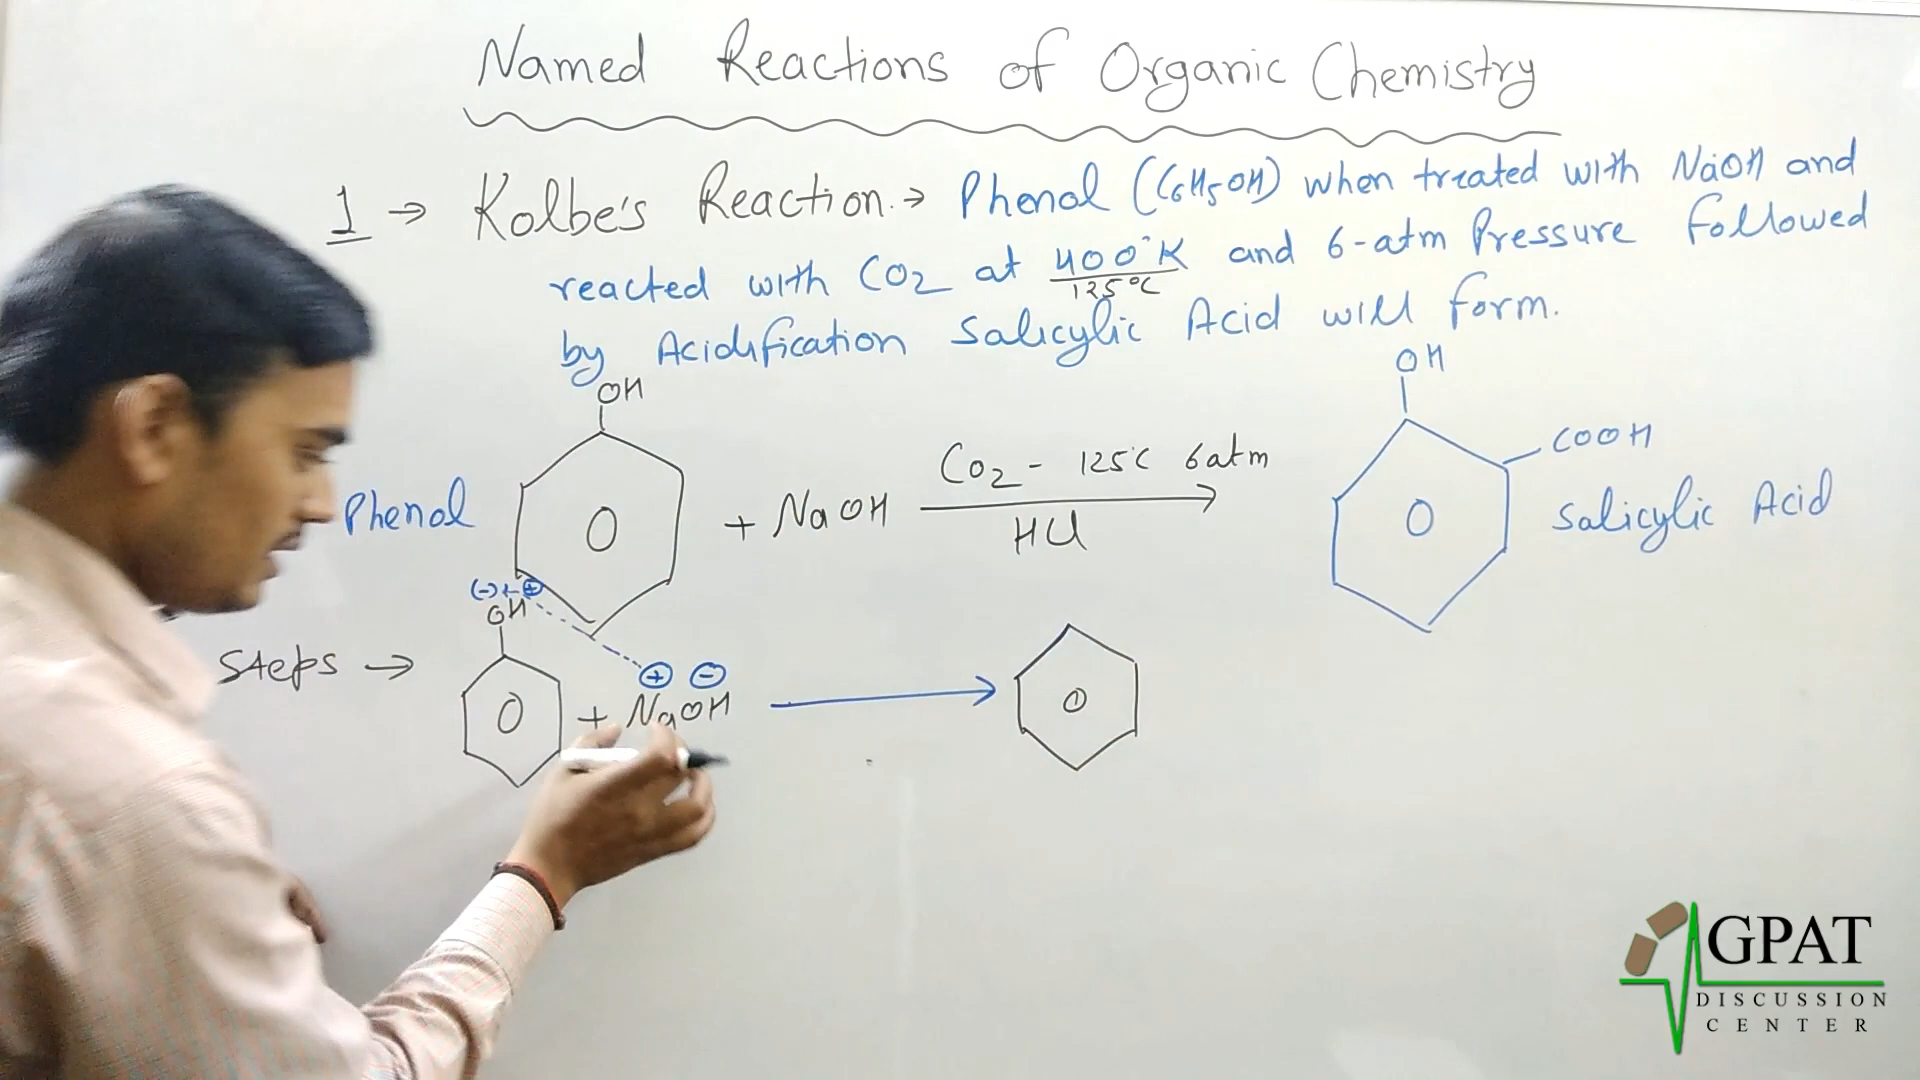 Named Reactions of Organic Chemistry
1 → Kolbe's Reaction.→ Phenol (C6H5OH) when treated with NaOH and
reacted with CO2 at 400°K and 6-atm Pressure followed
125°C
by Acidification Salicylic Acid will form.
OH
OH
COOH
Phenol
+ NaOH
CO2 - 125°C 6atm
HCl
Salicylic Acid
(-) ← +
OH
Steps →
+ -
+ NaOH
GPAT
DISCUSSION
CENTER